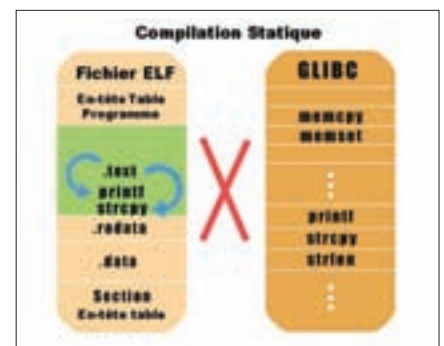 Compilation Statique
Fichier ELF
En-tête Table
Programme
.text
printf
strcpy
.rodata
.data
Section
En-tête table
GLIBC
memcpy
memset
printf
strcpy
strlen